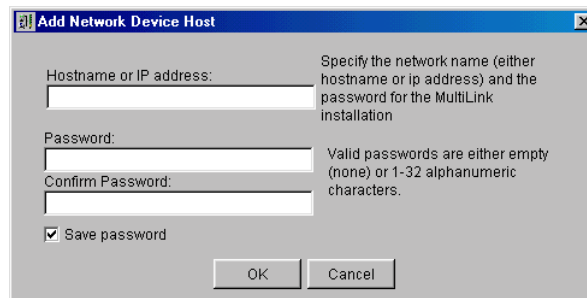 Add Network Device Host
Hostname or IP address:
Specify the network name (either
hostname or ip address) and the
password for the MultiLink
installation
Password:
Confirm Password:
Valid passwords are either empty
(none) or 1-32 alphanumeric
characters.
Save password
OK
Cancel